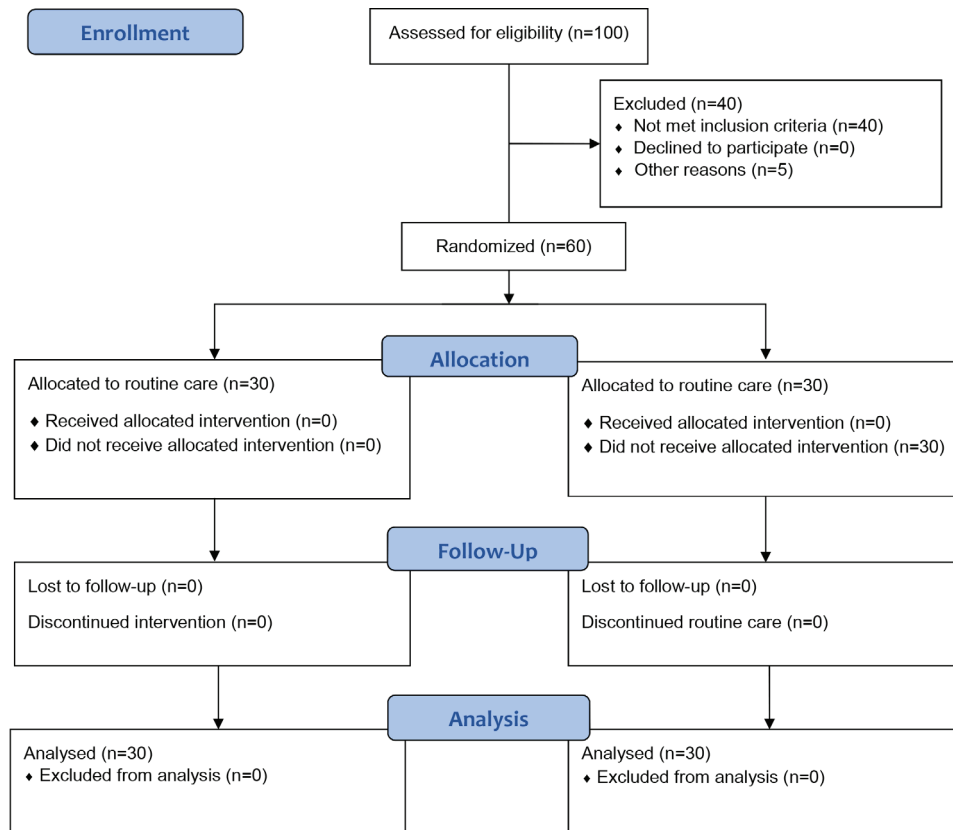 Enrollment
Assessed for eligibility (n=100)
Excluded (n=40)
♦ Not met inclusion criteria (n=40)
♦ Declined to participate (n=0)
♦ Other reasons (n=5)
Randomized (n=60)
Allocation
Allocated to routine care (n=30)
♦ Received allocated intervention (n=0)
♦ Did not receive allocated intervention (n=0)
Allocated to routine care (n=30)
♦ Received allocated intervention (n=0)
♦ Did not receive allocated intervention (n=30)
Follow-Up
Lost to follow-up (n=0)
Discontinued intervention (n=0)
Lost to follow-up (n=0)
Discontinued routine care (n=0)
Analysis
Analysed (n=30)
♦ Excluded from analysis (n=0)
Analysed (n=30)
♦ Excluded from analysis (n=0)